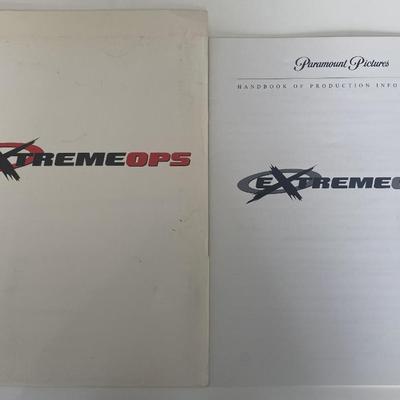 XTREMEOPS
Paramount Pictures
HANDBOOK OF PRODUCTION INFO
EXTREMEO